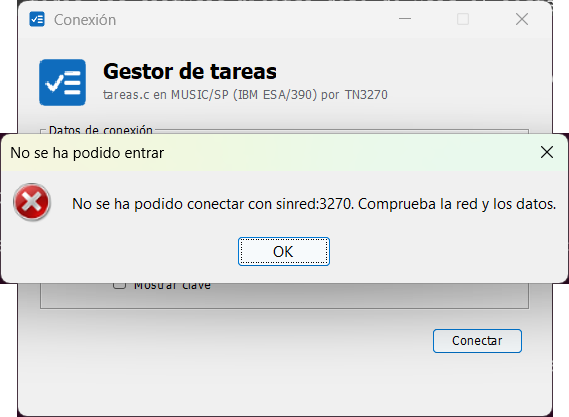 Conexión
Gestor de tareas
tareas.c en MUSIC/SP (IBM ESA/390) por TN3270
Datos de conexión
No se ha podido entrar
No se ha podido conectar con sinred:3270. Comprueba la red y los datos.
OK
Mostrar clave
Conectar